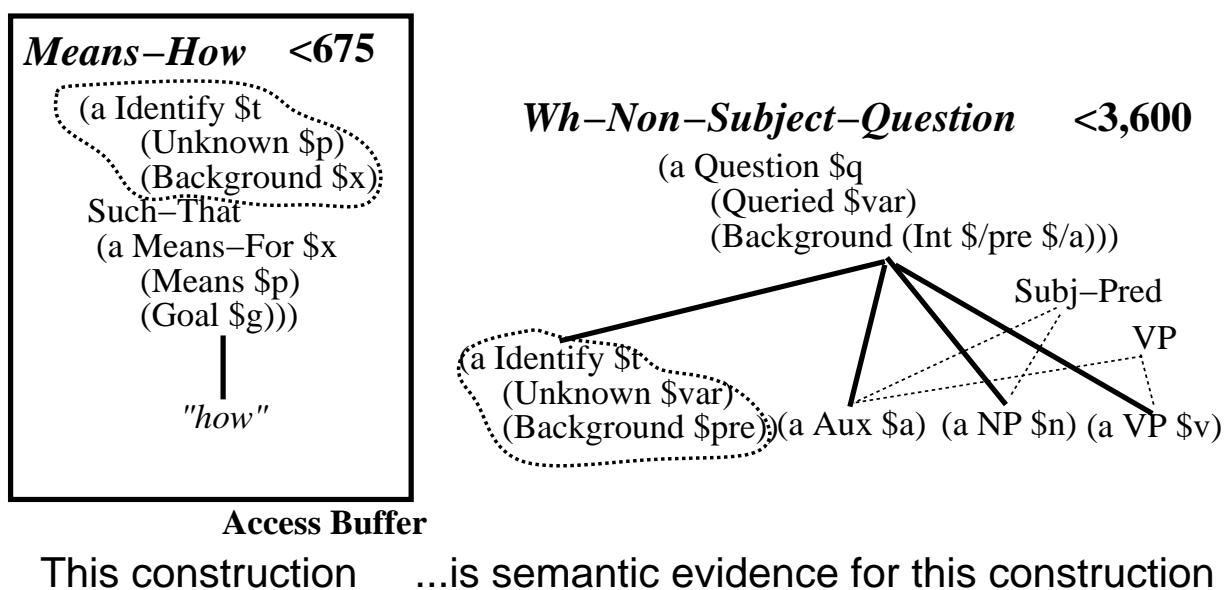 Means–How <675
(a Identify $t
(Unknown $p)
(Background $x)
Such–That
(a Means–For $x
(Means $p)
(Goal $g)))
"how"
Access Buffer
Wh–Non–Subject–Question <3,600
(a Question $q
(Queried $var)
(Background (Int $/pre $/a)))
Subj–Pred
VP
(a Identify $t
(Unknown $var)
(Background $pre))
(a Aux $a) (a NP $n) (a VP $v)
This construction ...is semantic evidence for this construction